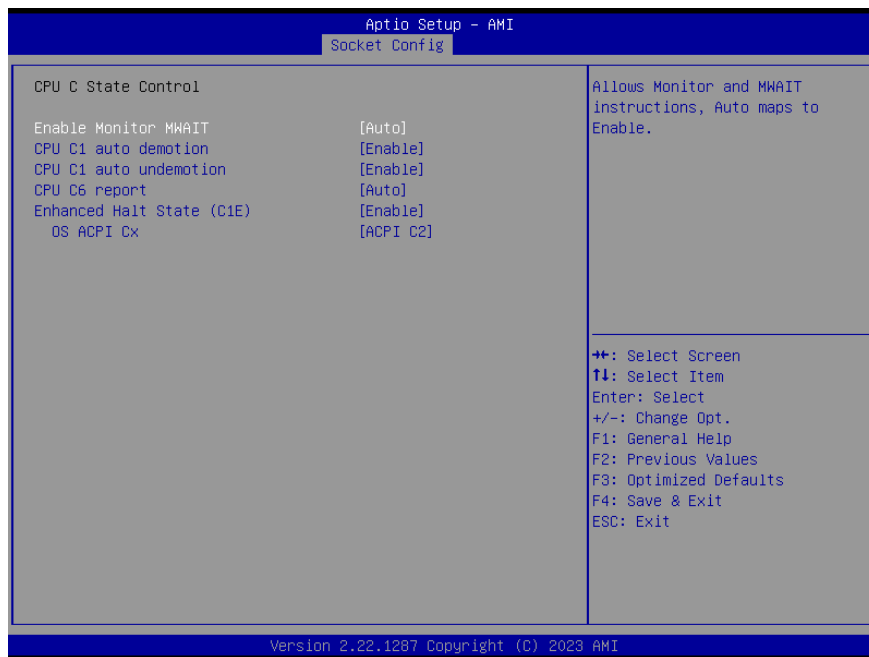 Aptio Setup - AMI
Socket Config
CPU C State Control
Enable Monitor MWAIT [Auto]
CPU C1 auto demotion [Enable]
CPU C1 auto undemotion [Enable]
CPU C6 report [Auto]
Enhanced Halt State (C1E) [Enable]
OS ACPI Cx [ACPI C2]
Allows Monitor and MWAIT
instructions, Auto maps to
Enable.
→←: Select Screen
↑↓: Select Item
Enter: Select
+/-: Change Opt.
F1: General Help
F2: Previous Values
F3: Optimized Defaults
F4: Save & Exit
ESC: Exit
Version 2.22.1287 Copyright (C) 2023 AMI